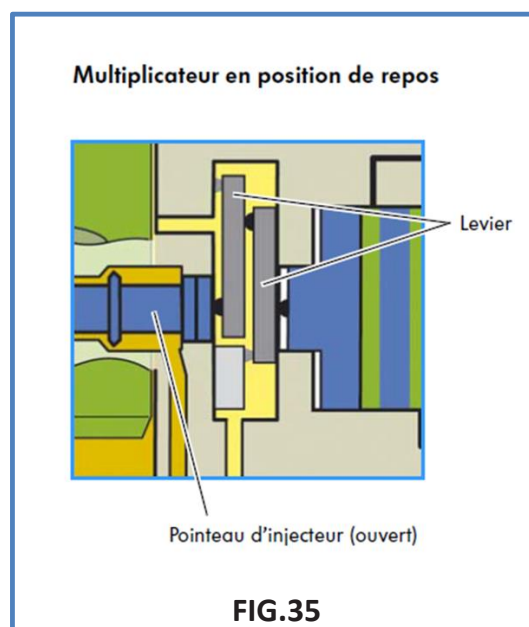 Multiplicateur en position de repos
Levier
Pointeau d'injecteur (ouvert)
FIG.35